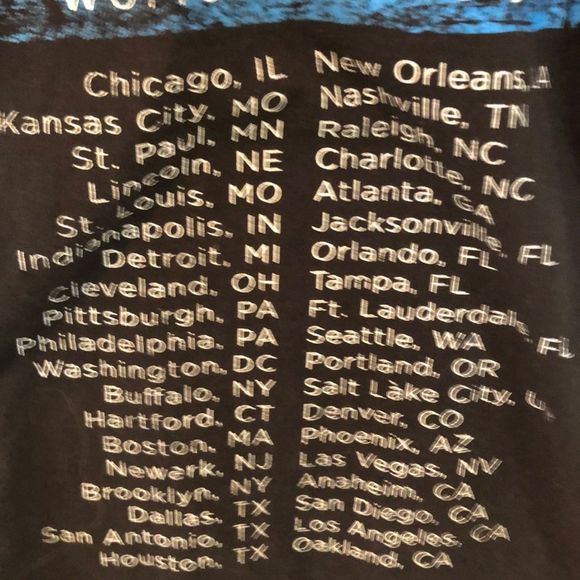 Chicago, IL
Kansas City, MO
St. Paul, MN
Lincoln, NE
St. Louis, MO
Indianapolis, IN
Detroit, MI
Cleveland, OH
Pittsburgh, PA
Philadelphia, PA
Washington, DC
Buffalo, NY
Hartford, CT
Boston, MA
Newark, NJ
Brooklyn, NY
Dallas, TX
San Antonio, TX
Houston, TX
New Orleans, LA
Nashville, TN
Raleigh, NC
Charlotte, NC
Atlanta, GA
Jacksonville, FL
Orlando, FL
Tampa, FL
Ft. Lauderdale, FL
Seattle, WA
Portland, OR
Salt Lake City, UT
Denver, CO
Phoenix, AZ
Las Vegas, NV
Anaheim, CA
San Diego, CA
Los Angeles, CA
Oakland, CA